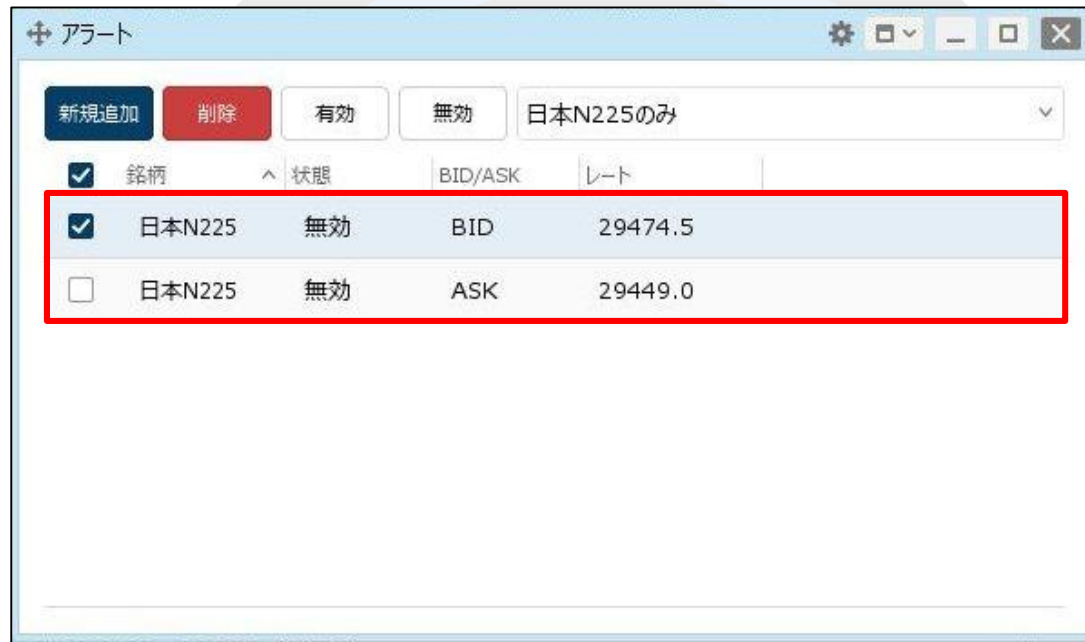 アラート
新規追加 削除 有効 無効 日本N225のみ
銘柄 状態 BID/ASK レート
日本N225 無効 BID 29474.5
日本N225 無効 ASK 29449.0